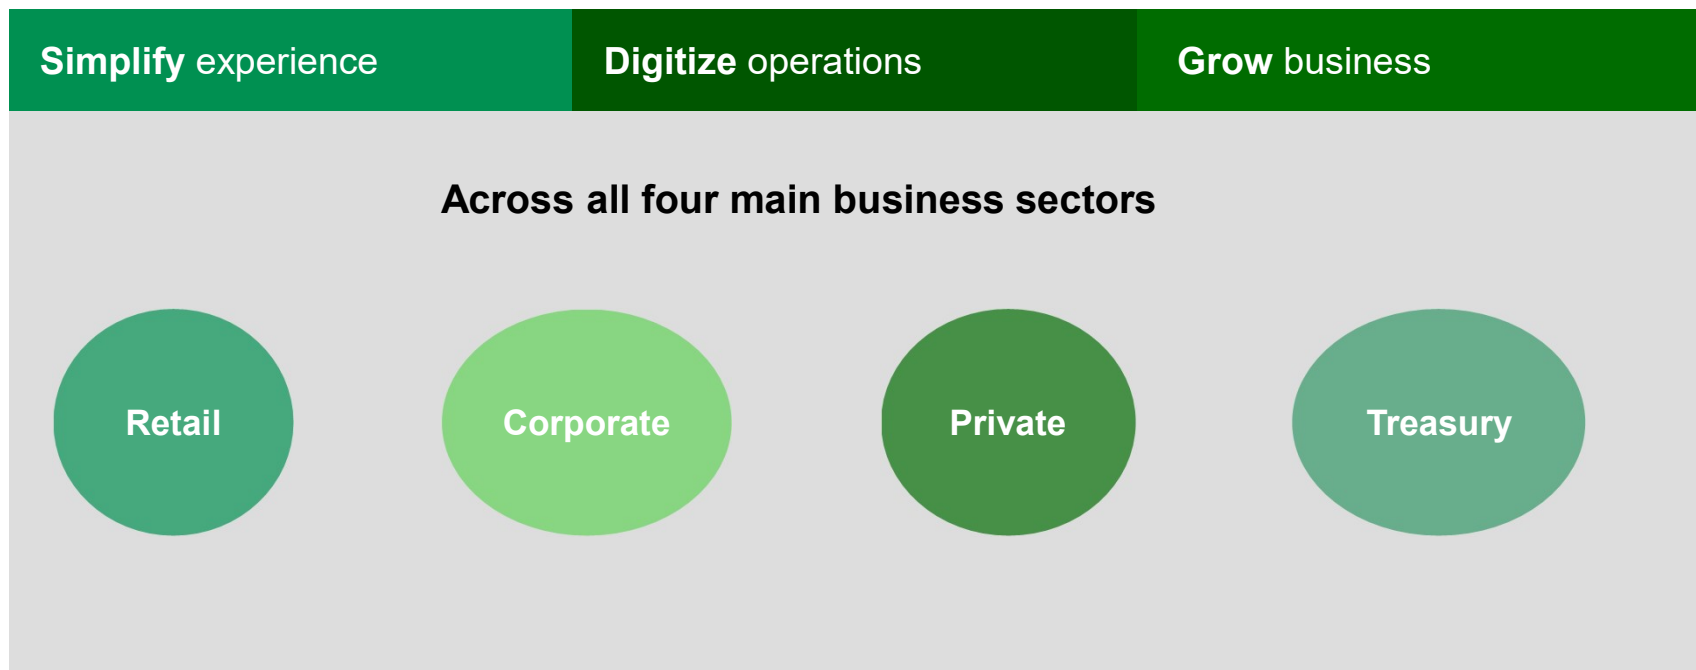 Simplify experience
Digitize operations
Grow business
Across all four main business sectors
Retail
Corporate
Private
Treasury